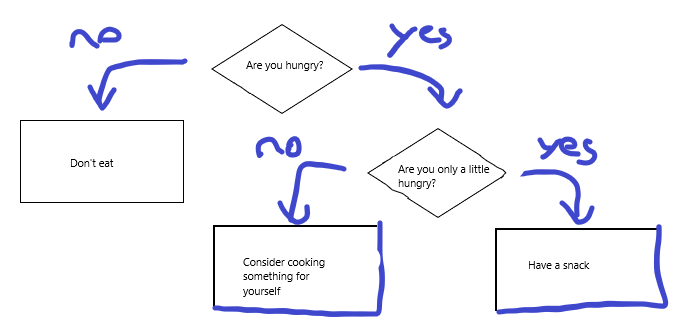 no
yes
Are you hungry?
no
yes
Don't eat
Are you only a little
hungry?
Consider cooking
something for
yourself
Have a snack